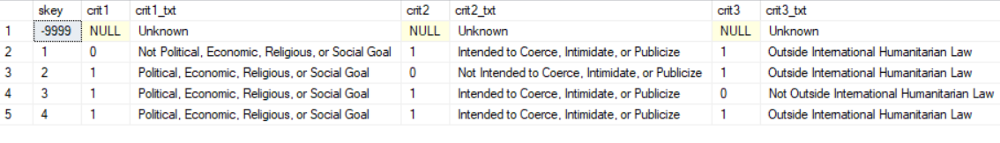 skey crit1 crit1_txt crit2 crit2_txt crit3 crit3_txt
1 -9999 NULL Unknown NULL Unknown NULL Unknown
2 1 0 Not Political, Economic, Religious, or Social Goal 1 Intended to Coerce, Intimidate, or Publicize 1 Outside International Humanitarian Law
3 2 1 Political, Economic, Religious, or Social Goal 0 Not Intended to Coerce, Intimidate, or Publicize 1 Outside International Humanitarian Law
4 3 1 Political, Economic, Religious, or Social Goal 1 Intended to Coerce, Intimidate, or Publicize 0 Not Outside International Humanitarian Law
5 4 1 Political, Economic, Religious, or Social Goal 1 Intended to Coerce, Intimidate, or Publicize 1 Outside International Humanitarian Law